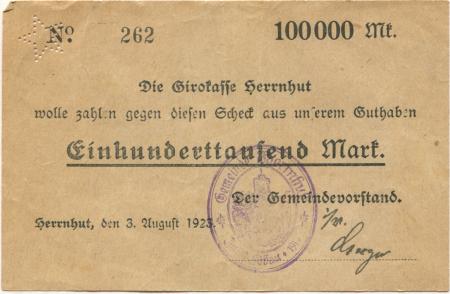 No. 262 100000 Mk.
Die Girokasse Herrnhut
wolle zahlen gegen diesen Scheck aus unserem Guthaben
Einhunderttausend Mark.
Der Gemeindevorstand.
Herrnhut, den 3. August 1923.